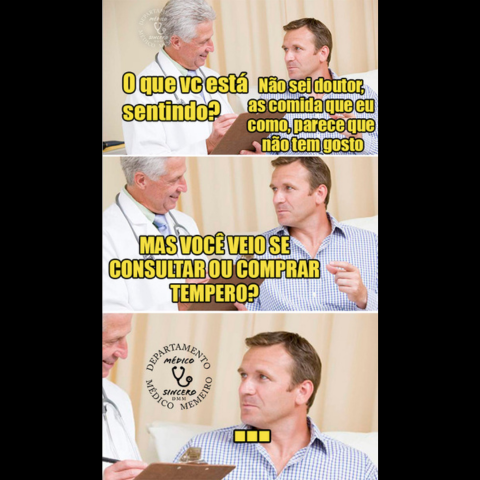 O que vc está
sentindo?
Não sei doutor,
as comida que eu
como, parece que
não tem gosto
MAS VOCÊ VEIO SE
CONSULTAR OU COMPRAR
TEMPERO?
DEPARTAMENTO
MÉDICO
SINCERO
DMM
MÉDICO MEMEIRO
...